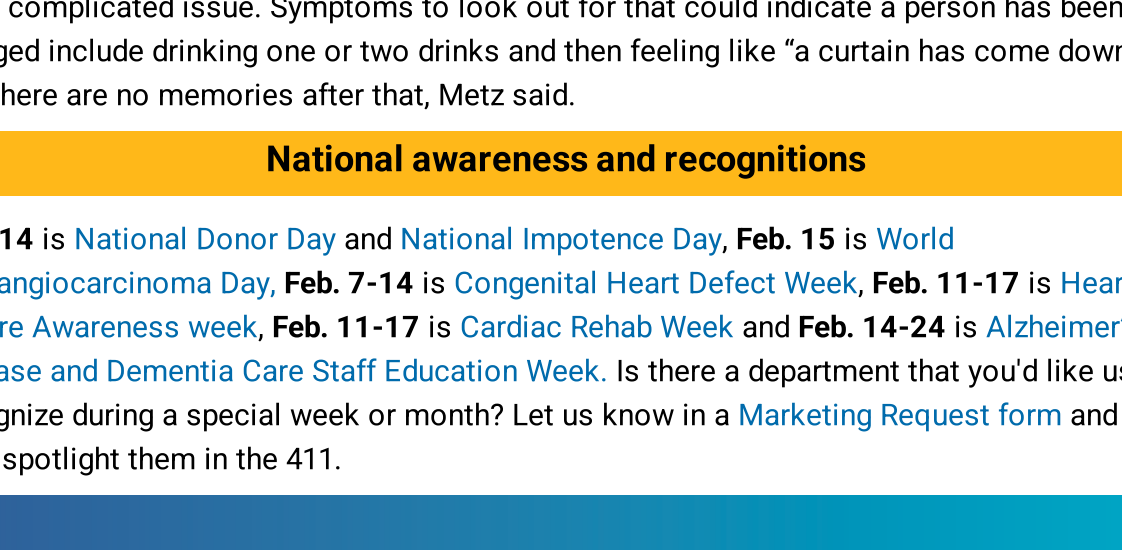 complicated issue. Symptoms to look out for that could indicate a person has been
ged include drinking one or two drinks and then feeling like “a curtain has come down
here are no memories after that, Metz said.
National awareness and recognitions
14 is National Donor Day and National Impotence Day, Feb. 15 is World
angiocarcinoma Day, Feb. 7-14 is Congenital Heart Defect Week, Feb. 11-17 is Hear
re Awareness week, Feb. 11-17 is Cardiac Rehab Week and Feb. 14-24 is Alzheimer'
ase and Dementia Care Staff Education Week. Is there a department that you'd like us
gnize during a special week or month? Let us know in a Marketing Request form and
spotlight them in the 411.